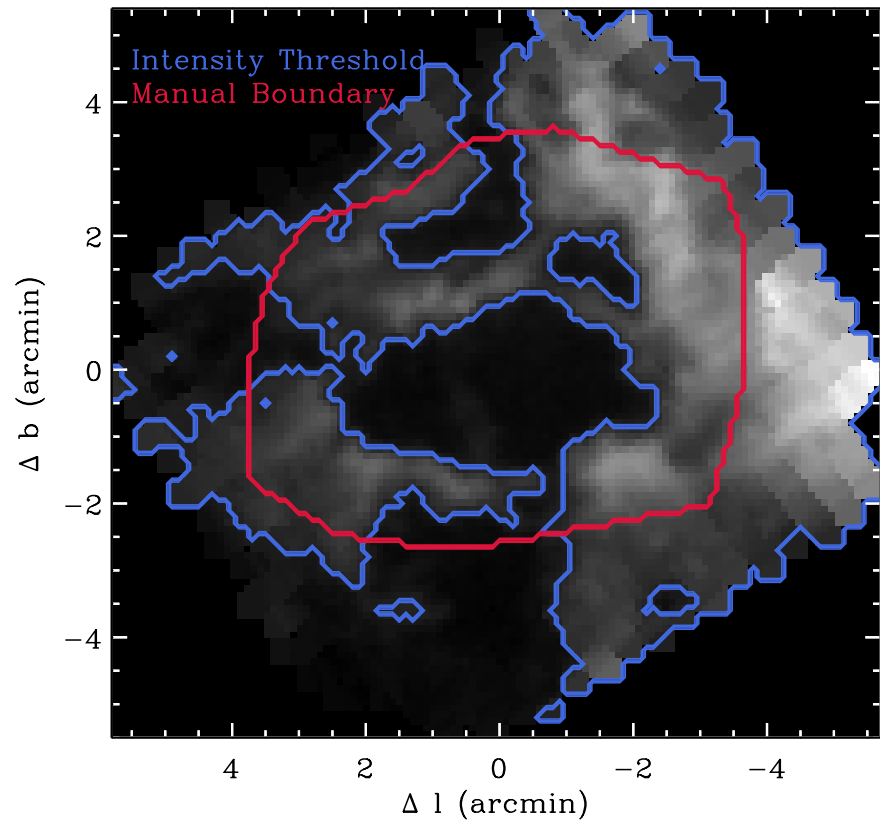 Intensity Threshold
Manual Boundary
4
2
0
−2
−4
Δ b (arcmin)
4 2 0 −2 −4
Δ l (arcmin)